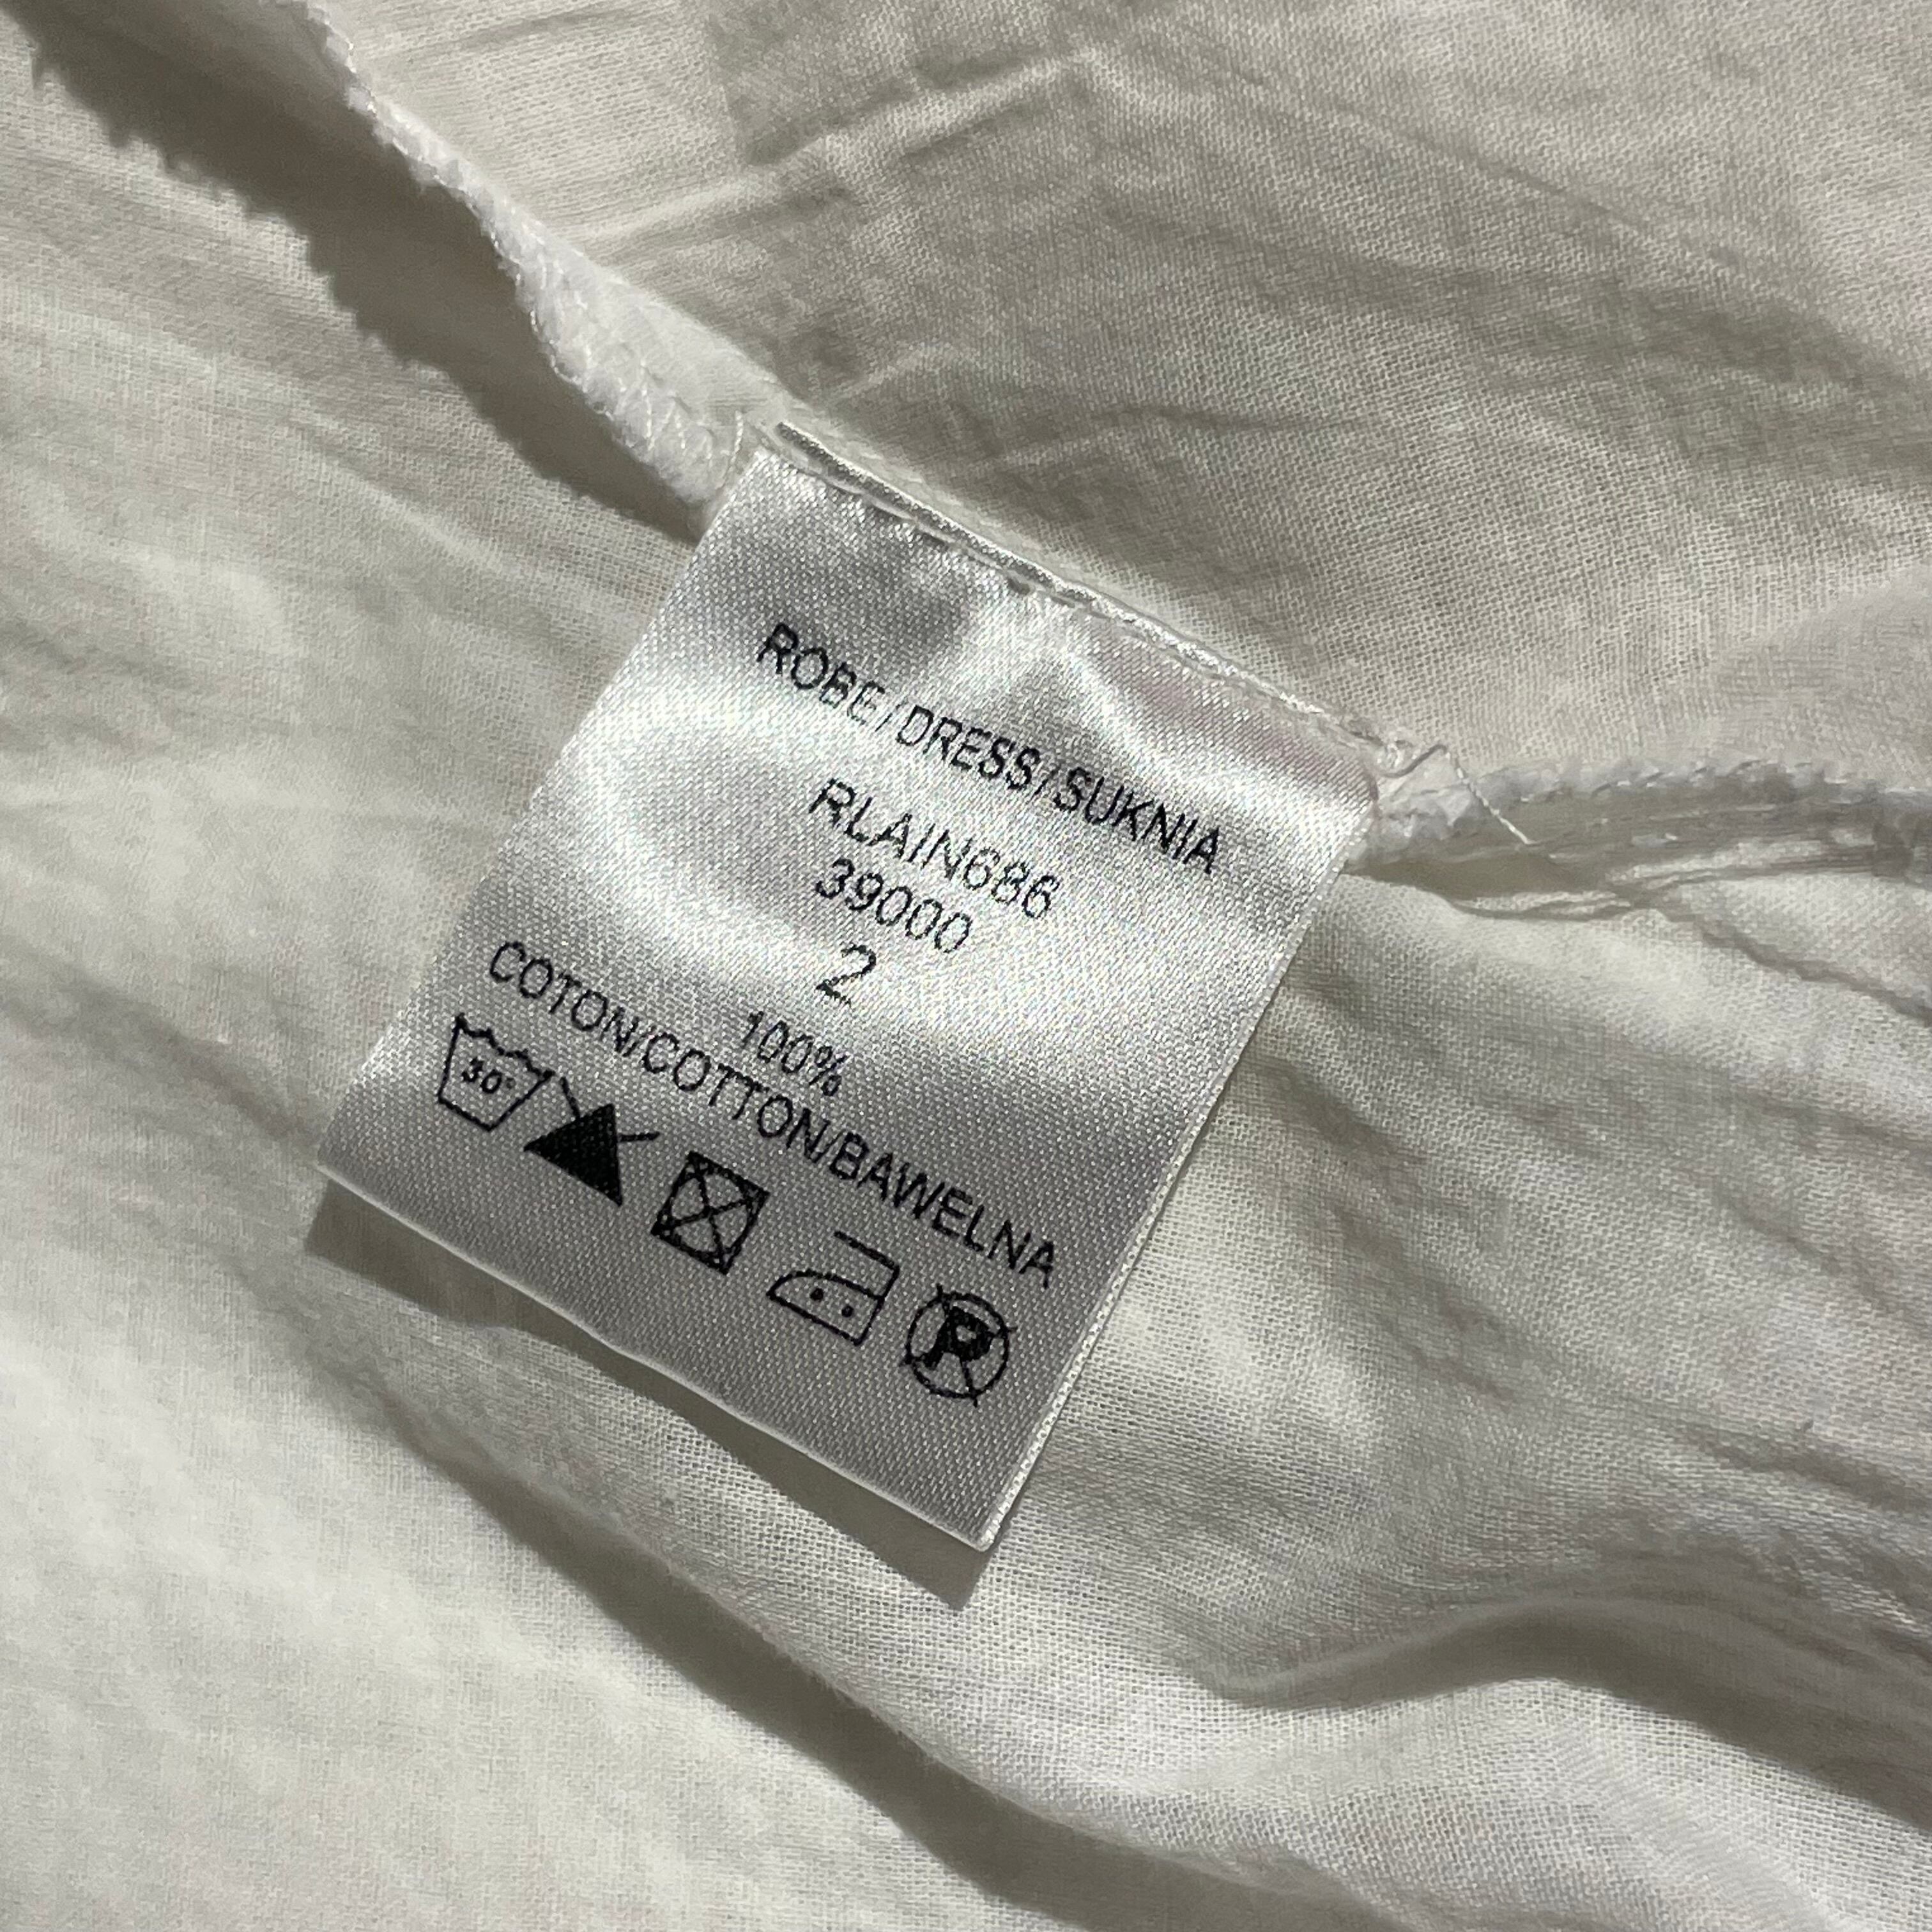 ROBE/DRESS/SUKNIA
RLAIN686
39000
2
100%
COTON/COTTON/BAWELNA
30°
P